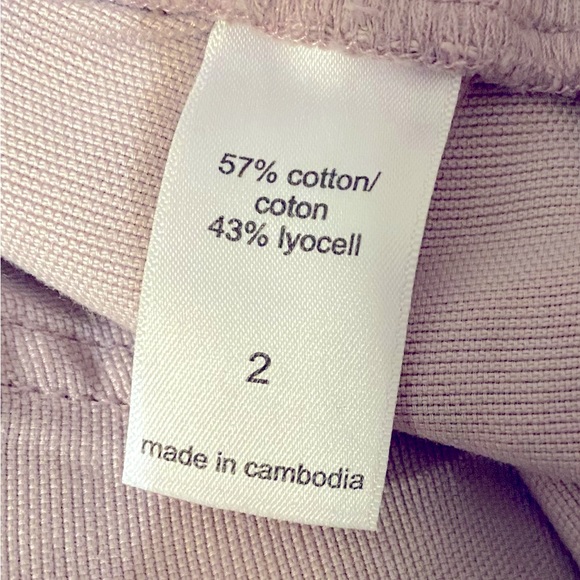 57% cotton/
coton
43% lyocell
2
made in cambodia